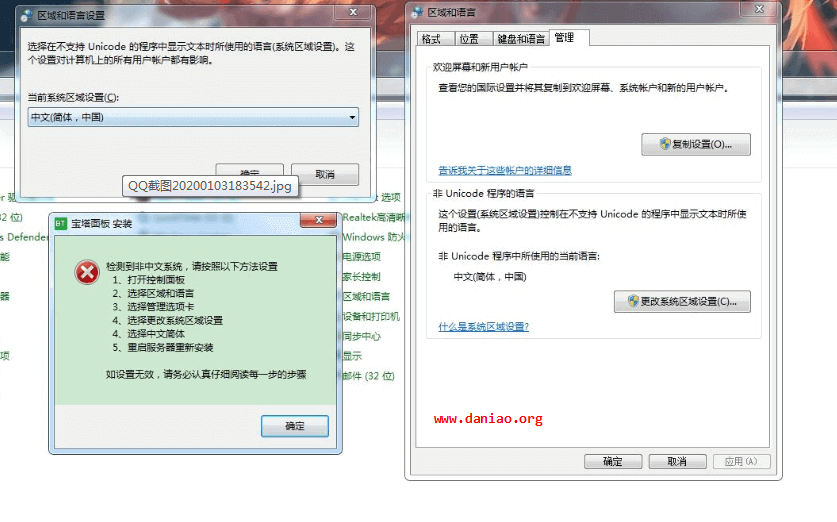 区域和语言设置
选择在不支持 Unicode 的程序中显示文本时所使用的语言(系统区域设置)。这
个设置对计算机上的所有用户帐户都有影响。
当前系统区域设置(C):
中文(简体，中国)
确定
取消
QQ截图20200103183542.jpg
宝塔面板 安装
检测到非中文系统，请按照以下方法设置
1、打开控制面板
2、选择区域和语言
3、选择管理选项卡
4、选择更改系统区域设置
4、选择中文简体
5、重启服务器重新安装
如设置无效，请务必认真仔细阅读每一步的步骤
确定
32 位)
s Defender
能
器
项
选项
Realtek高清晰
Windows 防火
电源选项
家长控制
区域和语言
设备和打印机
同步中心
显示
邮件 (32 位)
区域和语言
格式
位置
键盘和语言
管理
欢迎屏幕和新用户帐户
查看您的国际设置并将其复制到欢迎屏幕、系统帐户和新的用户帐户。
复制设置(O)...
告诉我关于这些帐户的详细信息
非 Unicode 程序的语言
这个设置(系统区域设置)控制在不支持 Unicode 的程序中显示文本时所使
用的语言。
非 Unicode 程序中所使用的当前语言:
中文(简体，中国)
更改系统区域设置(C)...
什么是系统区域设置?
www.daniao.org
确定
取消
应用(A)